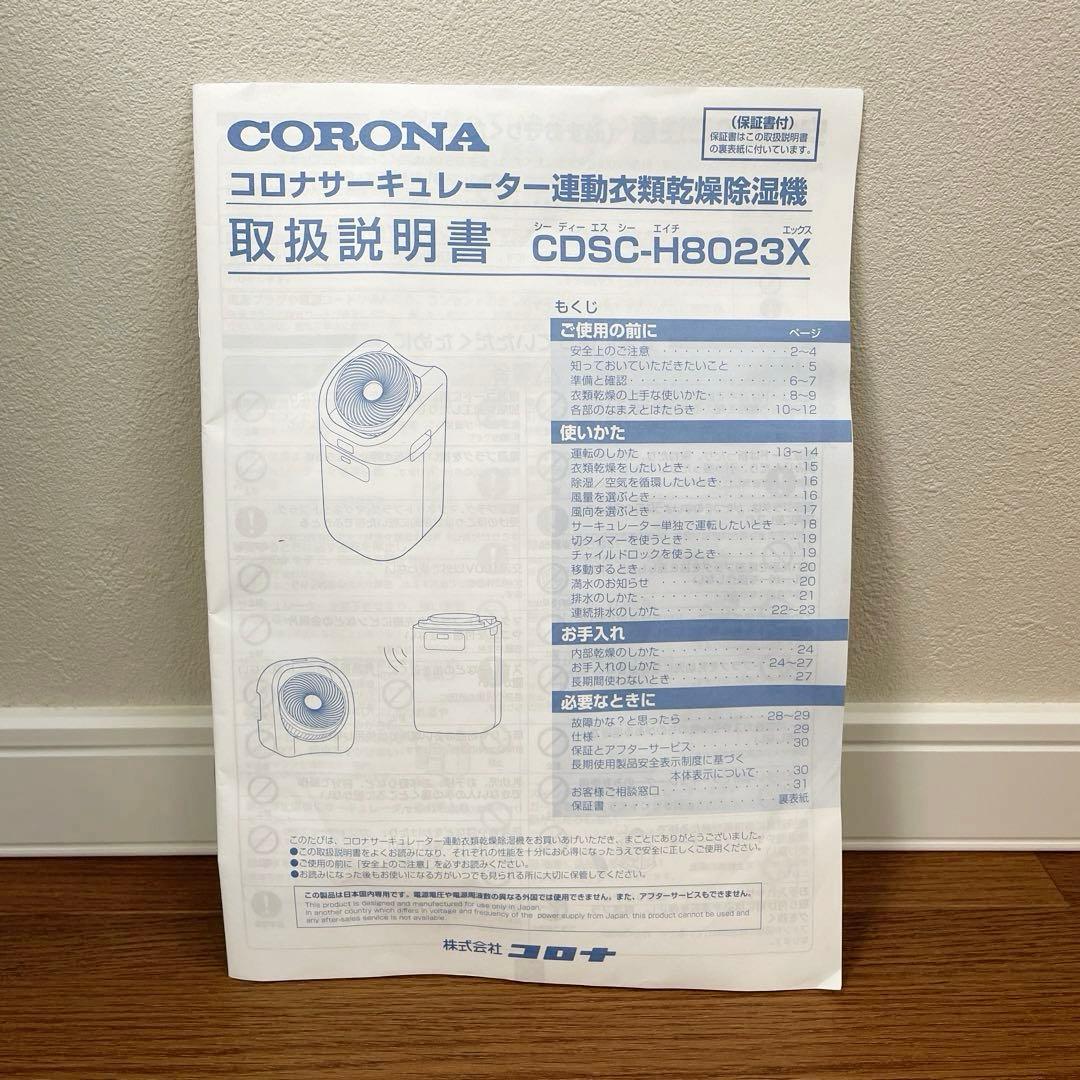 CORONA
(保証書付)
保証書はこの取扱説明書
の裏表紙に付いています。
コロナサーキュレーター連動衣類乾燥除湿機
シー ディー エス シー エイチ エックス
取扱説明書 CDSC-H8023X
もくじ
ご使用の前に ページ
安全上のご注意 ・・・・・・・・・・・・・2〜4
知っておいていただきたいこと ・・・・・・・5
準備と確認・・・・・・・・・・・・・・6〜7
衣類乾燥の上手な使いかた・・・・・・・8〜9
各部のなまえとはたらき・・・・・・・10〜12
使いかた
運転のしかた ・・・・・・・・・・・・13〜14
衣類乾燥をしたいとき・・・・・・・・・・15
除湿/空気を循環したいとき・・・・・・・16
風量を選ぶとき・・・・・・・・・・・・・16
風向を選ぶとき・・・・・・・・・・・・・17
サーキュレーター単独で運転したいとき ・・18
切タイマーを使うとき・・・・・・・・・・19
チャイルドロックを使うとき・・・・・・・19
移動するとき・・・・・・・・・・・・・・20
満水のお知らせ ・・・・・・・・・・・・・20
排水のしかた・・・・・・・・・・・・・・21
連続排水のしかた ・・・・・・・・・・22〜23
お手入れ
内部乾燥のしかた・・・・・・・・・・・・24
お手入れのしかた ・・・・・・・・・・24〜27
長期間使わないとき・・・・・・・・・・・27
必要なときに
故障かな?と思ったら ・・・・・・・・28〜29
仕様・・・・・・・・・・・・・・・・・・29
保証とアフターサービス・・・・・・・・・30
長期使用製品安全表示制度に基づく
本体表示について・・・・30
お客様ご相談窓口・・・・・・・・・・・・31
保証書・・・・・・・・・・・・・・・裏表紙
このたびは、コロナサーキュレーター連動衣類乾燥除湿機をお買いあげいただき、まことにありがとうございました。
●この取扱説明書をよくお読みになり、それぞれの性能を十分にお心得になったうえで安全に正しくご使用ください。
●ご使用の前に「安全上のご注意」を必ずお読みください。
●お読みになった後もお使いになる方がいつでも見られる所に大切に保管してください。
この製品は日本国内専用です。電源電圧や電源周波数の異なる外国では使用できません。また、アフターサービスもできません。
This product is designed and manufactured for use only in Japan.
In another country which differs in voltage and frequency of the power supply from Japan, this product cannot be used and
any after-sales service is not available.
株式会社 コロナ